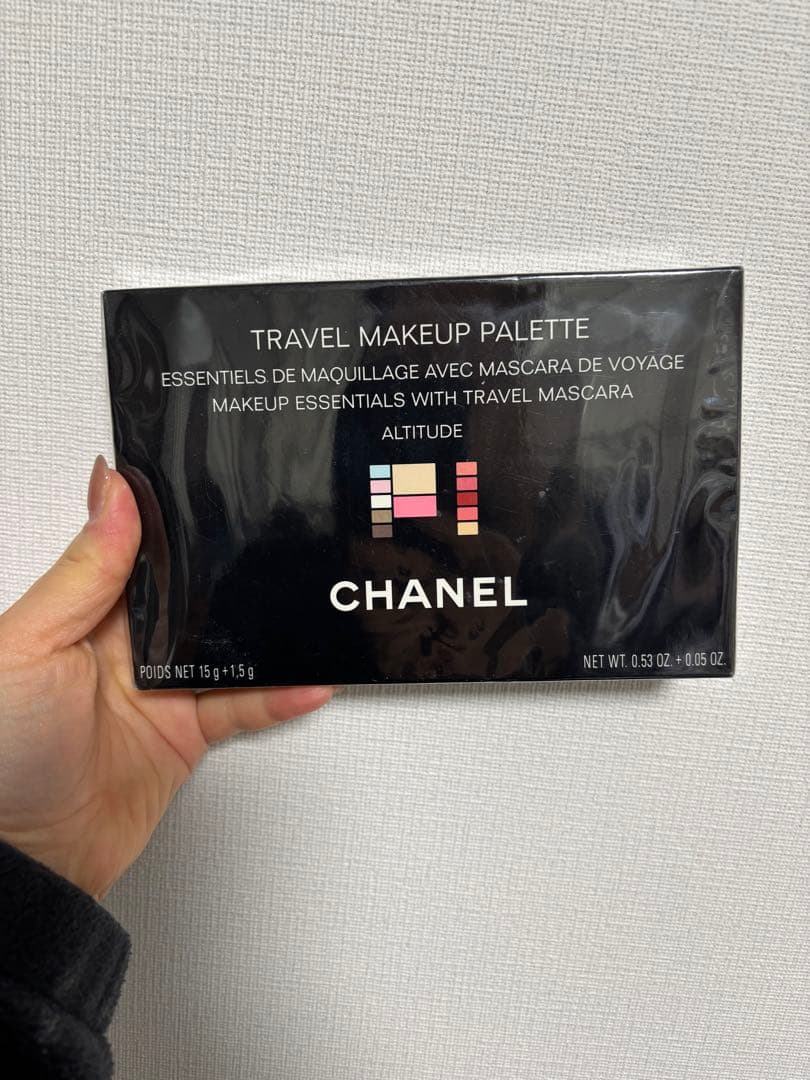 TRAVEL MAKEUP PALETTE
ESSENTIELS DE MAQUILLAGE AVEC MASCARA DE VOYAGE
MAKEUP ESSENTIALS WITH TRAVEL MASCARA
ALTITUDE
CHANEL
POIDS NET 15 g + 1,5 g
NET WT. 0.53 OZ. + 0.05 OZ.